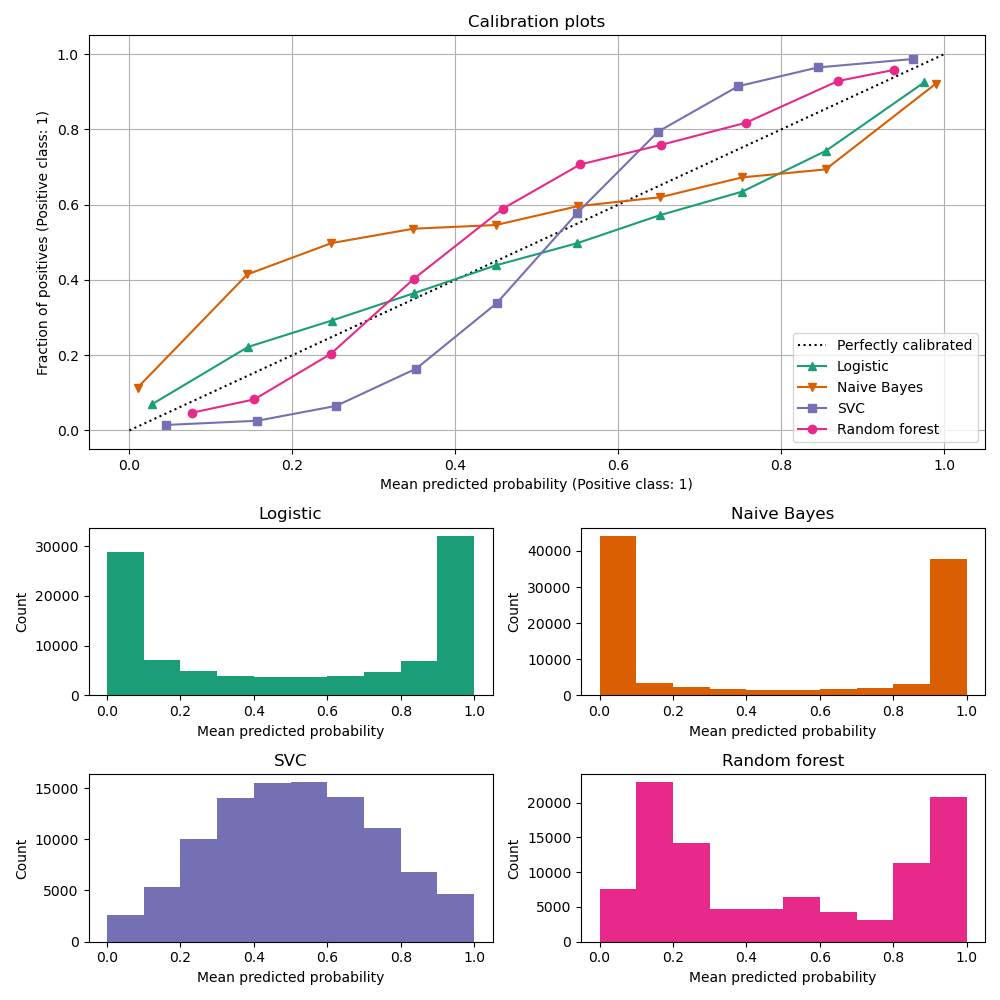 Calibration plots
Fraction of positives (Positive class: 1)
1.0
0.8
0.6
0.4
0.2
0.0
Perfectly calibrated
Logistic
Naive Bayes
SVC
Random forest
0.0 0.2 0.4 0.6 0.8 1.0
Mean predicted probability (Positive class: 1)
Logistic
Count
30000
20000
10000
0
0.0 0.2 0.4 0.6 0.8 1.0
Mean predicted probability
Naive Bayes
Count
40000
30000
20000
10000
0
0.0 0.2 0.4 0.6 0.8 1.0
Mean predicted probability
SVC
Count
15000
10000
5000
0
0.0 0.2 0.4 0.6 0.8 1.0
Mean predicted probability
Random forest
Count
20000
15000
10000
5000
0
0.0 0.2 0.4 0.6 0.8 1.0
Mean predicted probability